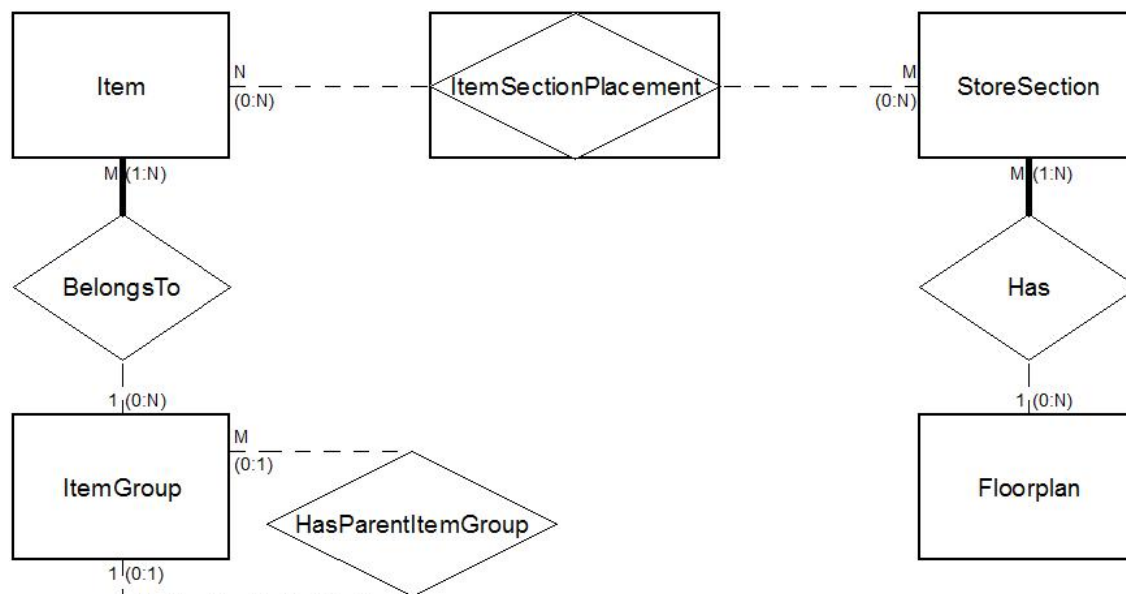 Item
N
(0:N)
ItemSectionPlacement
M
(0:N)
StoreSection
M (1:N)
M (1:N)
BelongsTo
Has
1 (0:N)
1 (0:N)
ItemGroup
M
(0:1)
HasParentItemGroup
Floorplan
1 (0:1)